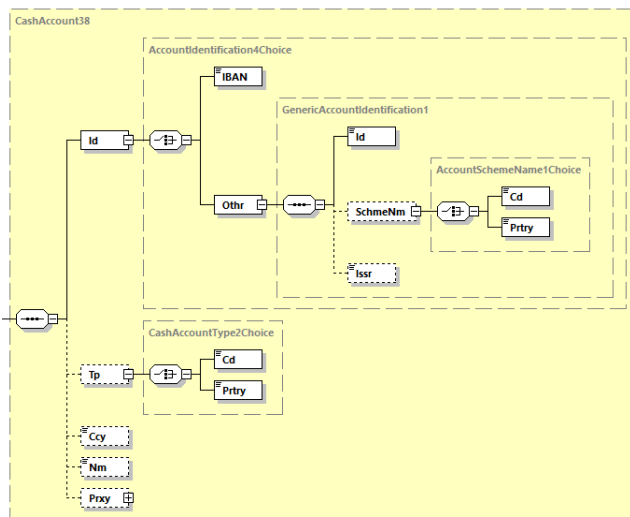 CashAccount38
AccountIdentification4Choice
IBAN
GenericAccountIdentification1
Id
Id
AccountSchemeName1Choice
Cd
Othr
SchmeNm
Prtry
Issr
CashAccountType2Choice
Cd
Tp
Prtry
Ccy
Nm
Prxy